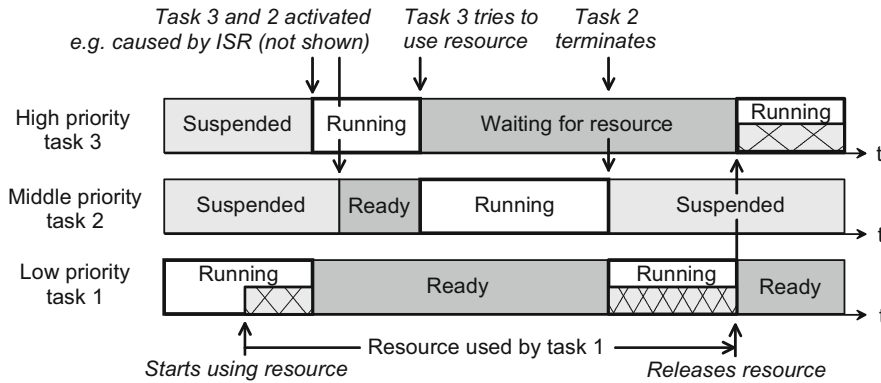 Task 3 and 2 activated
e.g. caused by ISR (not shown)
Task 3 tries to
use resource
Task 2
terminates
High priority
task 3
Suspended
Running
Waiting for resource
Running
t
Middle priority
task 2
Suspended
Ready
Running
Suspended
t
Low priority
task 1
Running
Ready
Running
Ready
t
Resource used by task 1
Starts using resource
Releases resource